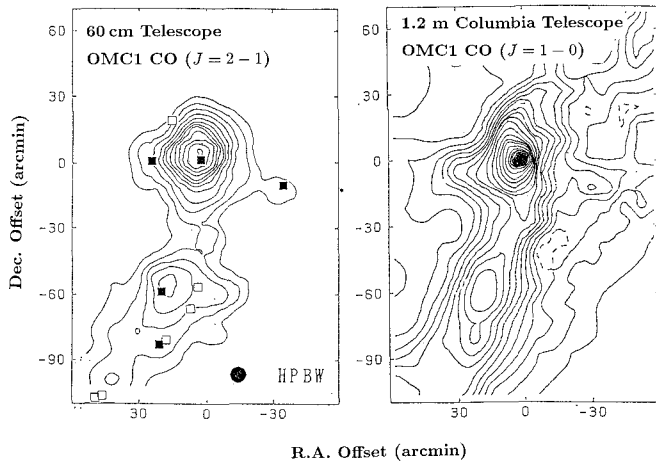 60 cm Telescope
OMC1 CO (J = 2 − 1)
1.2 m Columbia Telescope
OMC1 CO (J = 1 − 0)
Dec. Offset (arcmin)
60
30
0
-30
-60
-90
30
0
-30
HPBW
60
30
0
-30
-60
-90
30
0
-30
R.A. Offset (arcmin)